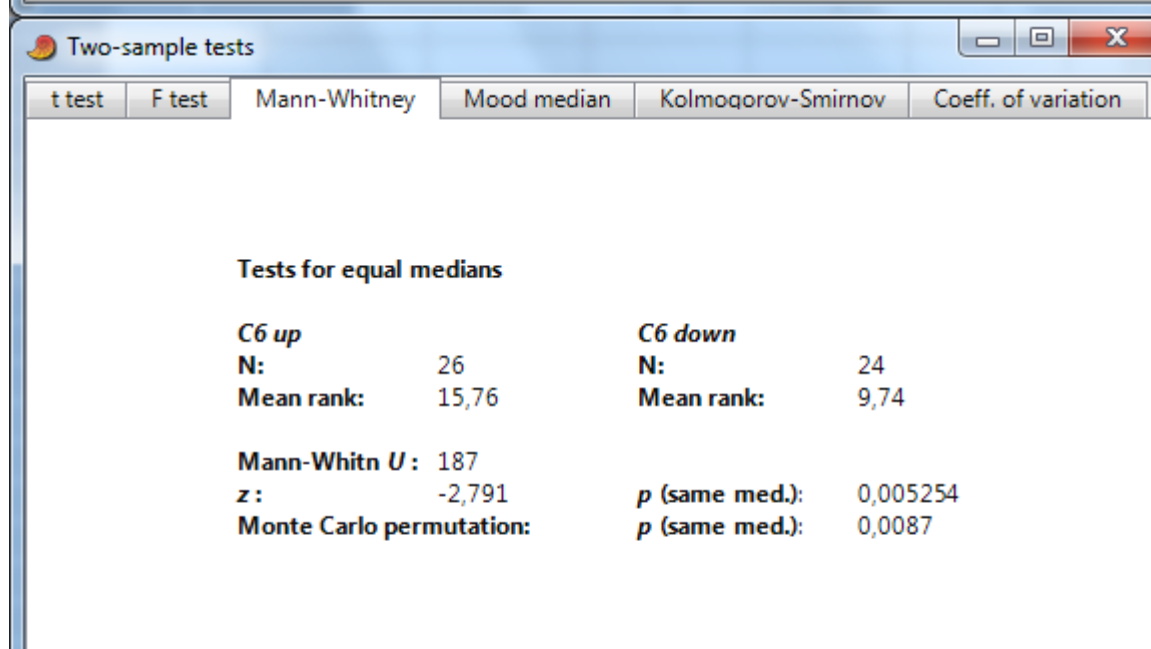 Two-sample tests
t test F test Mann-Whitney Mood median Kolmogorov-Smirnov Coeff. of variation
Tests for equal medians
C6 up C6 down
N: 26 N: 24
Mean rank: 15,76 Mean rank: 9,74
Mann-Whitn U : 187
z : -2,791 p (same med.): 0,005254
Monte Carlo permutation: p (same med.): 0,0087